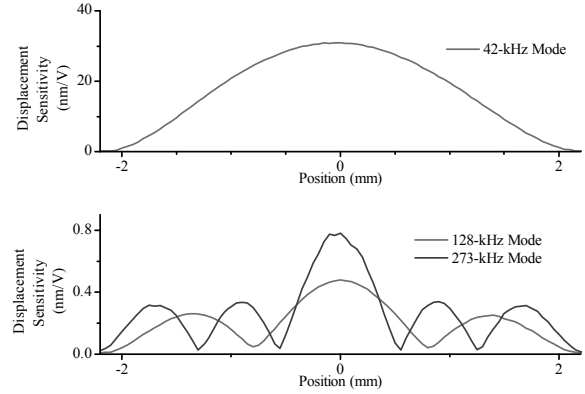 Displacement
Sensitivity
(nm/V)
40
20
0
42-kHz Mode
-2 0 2
Position (mm)
Displacement
Sensitivity
(nm/V)
0.8
0.4
0.0
128-kHz Mode
273-kHz Mode
-2 0 2
Position (mm)